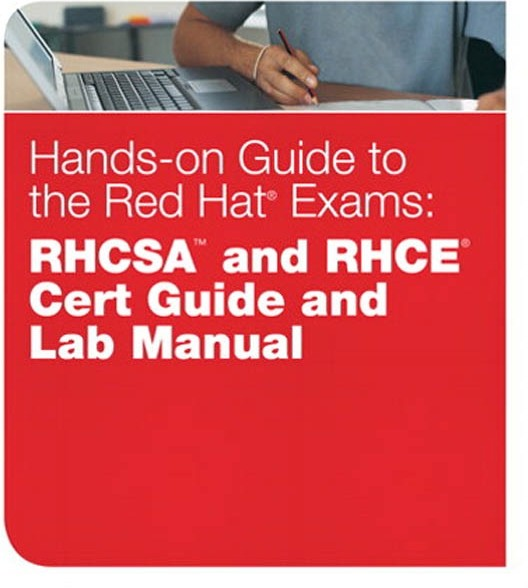 Hands-on Guide to
the Red Hat® Exams:
RHCSA™ and RHCE®
Cert Guide and
Lab Manual